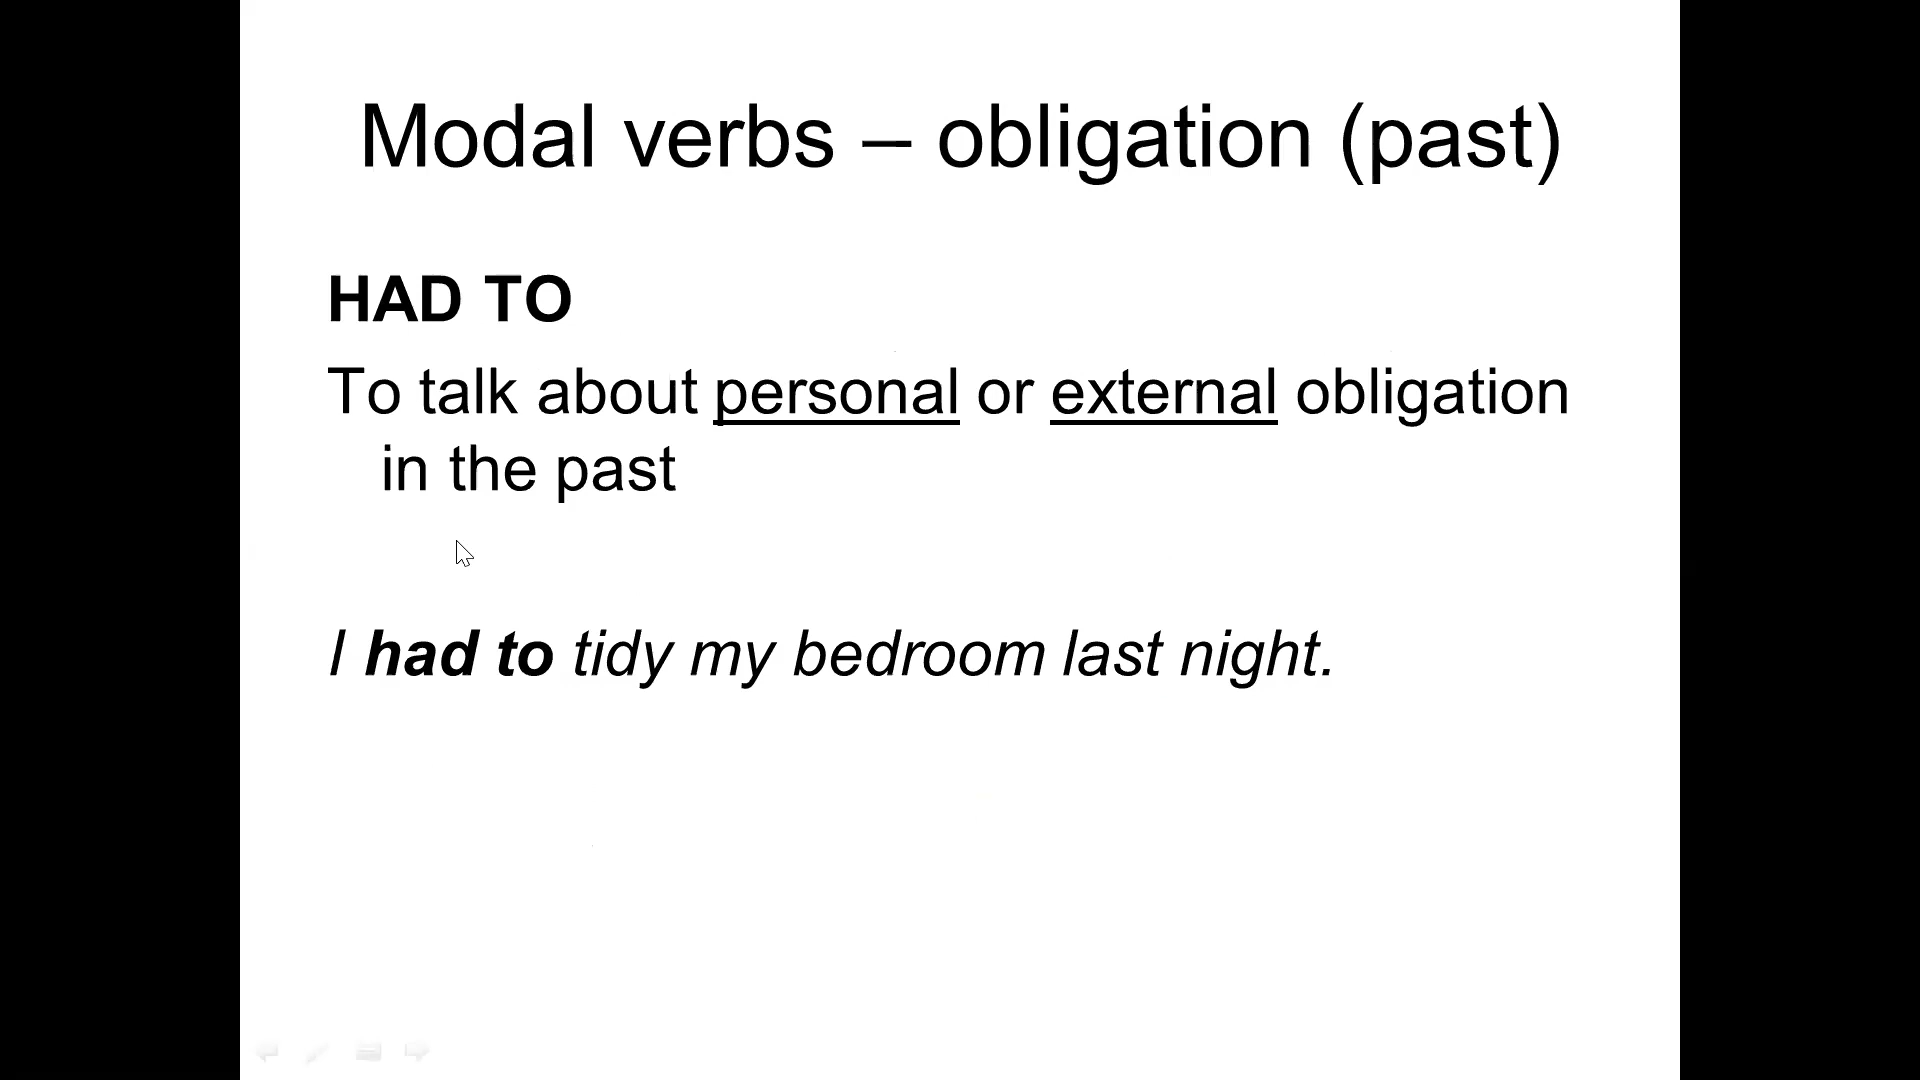 Modal verbs – obligation (past)
HAD TO
To talk about personal or external obligation
in the past
I had to tidy my bedroom last night.